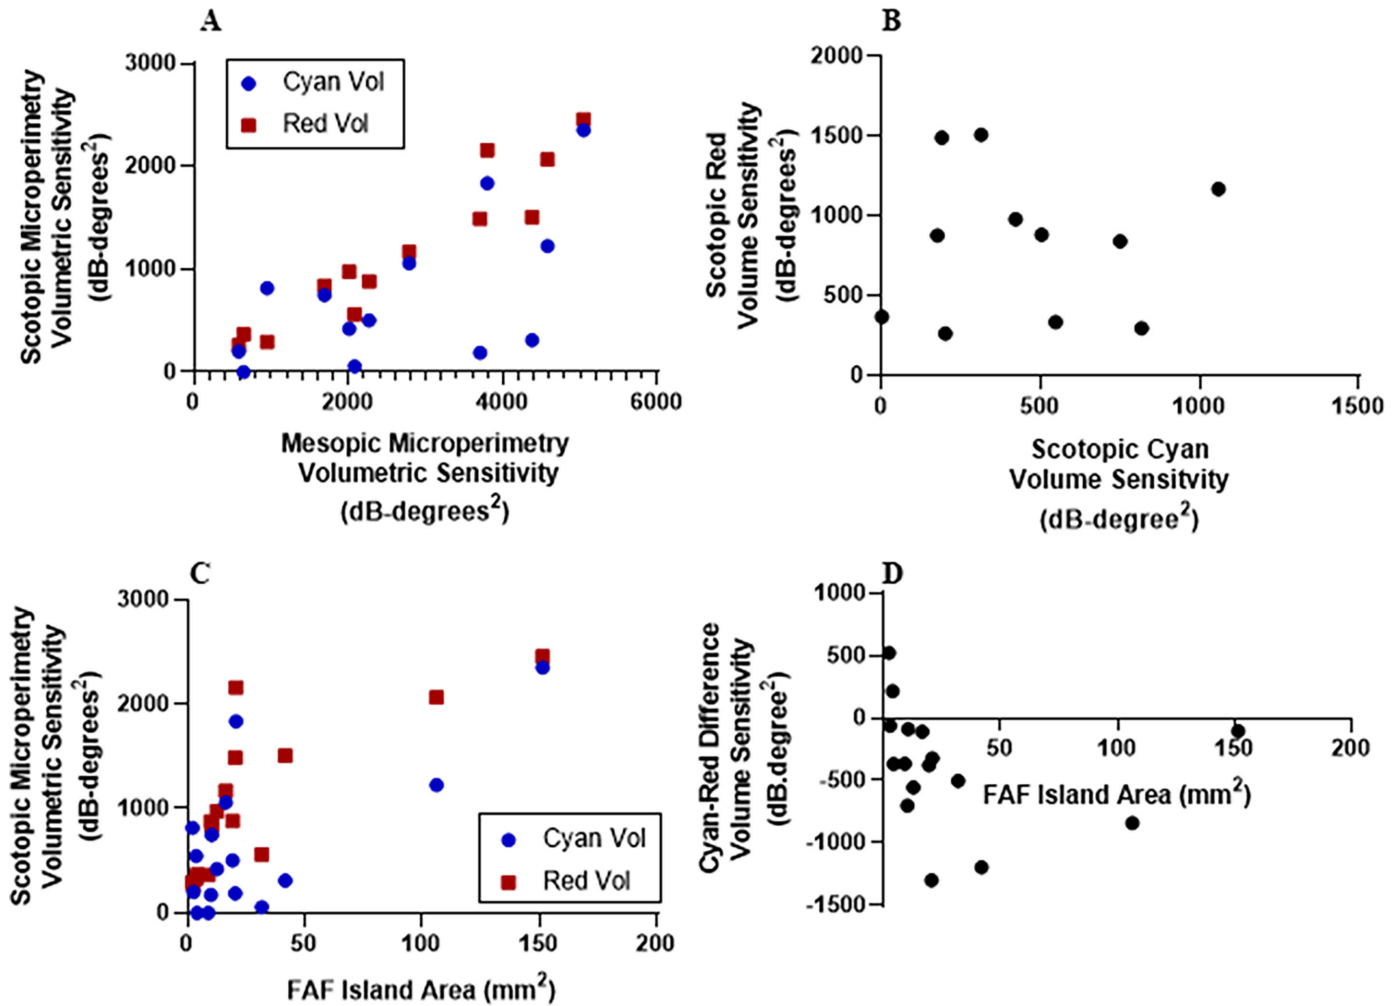 A
Scotopic Microperimetry
Volumetric Sensitivity
(dB-degrees²)
3000
2000
1000
0
Cyan Vol
Red Vol
0 2000 4000 6000
Mesopic Microperimetry
Volumetric Sensitivity
(dB-degrees²)
B
Scotopic Red
Volume Sensitivity
(dB-degrees²)
2000
1500
1000
500
0
0 500 1000 1500
Scotopic Cyan
Volume Sensitvity
(dB-degree²)
C
Scotopic Microperimetry
Volumetric Sensitivity
(dB-degrees²)
3000
2000
1000
0
Cyan Vol
Red Vol
0 50 100 150 200
FAF Island Area (mm²)
D
Cyan-Red Difference
Volume Sensitivity
(dB.degree²)
1000
500
0
-500
-1000
-1500
50 100 150 200
FAF Island Area (mm²)